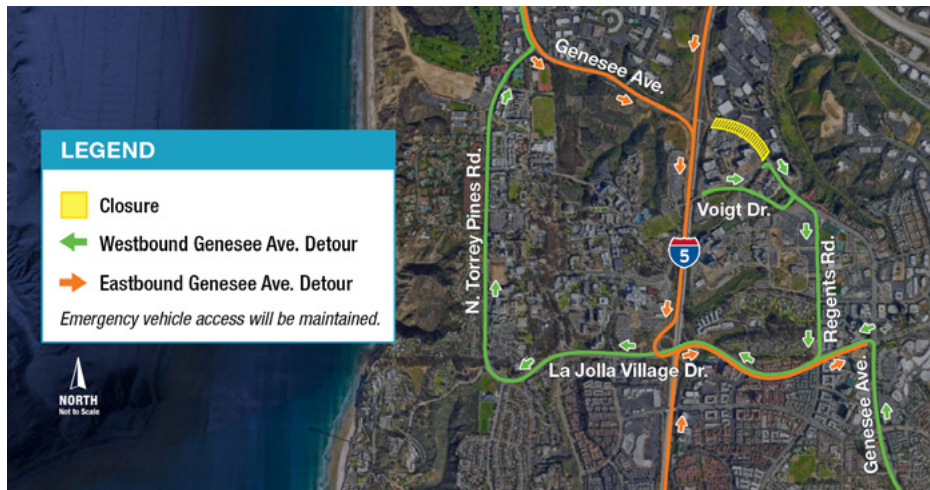 LEGEND
Closure
Westbound Genesee Ave. Detour
Eastbound Genesee Ave. Detour
Emergency vehicle access will be maintained.
NORTH
Not to Scale
Genesee Ave.
N. Torrey Pines Rd.
Voigt Dr.
5
Regents Rd.
La Jolla Village Dr.
Genesee Ave.